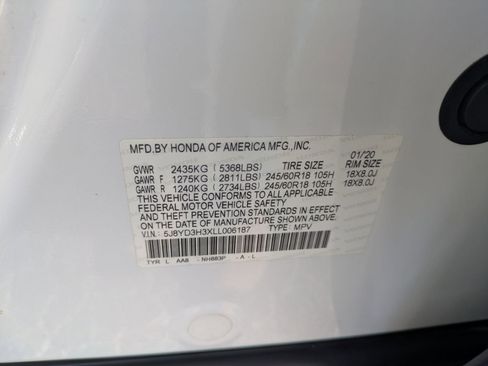 MFD.BY HONDA OF AMERICA MFG.,INC. 01/'20
GVWR 2435KG (5368LBS) TIRE SIZE RIM SIZE
GAWR F 1275KG (2811LBS) 245/60R18 105H 18X8.0J
GAWR R 1240KG (2734LBS) 245/60R18 105H 18X8.0J
THIS VEHICLE CONFORMS TO ALL APPLICABLE
FEDERAL MOTOR VEHICLE SAFETY
AND THEFT PREVENTION STANDARDS IN EFFECT
ON THE DATE OF MANUFACTURE SHOWN ABOVE.
V.I.N.: 5J8YD3H3XLL006187 TYPE: MPV
TYR L AA8 - NH883P - A - L